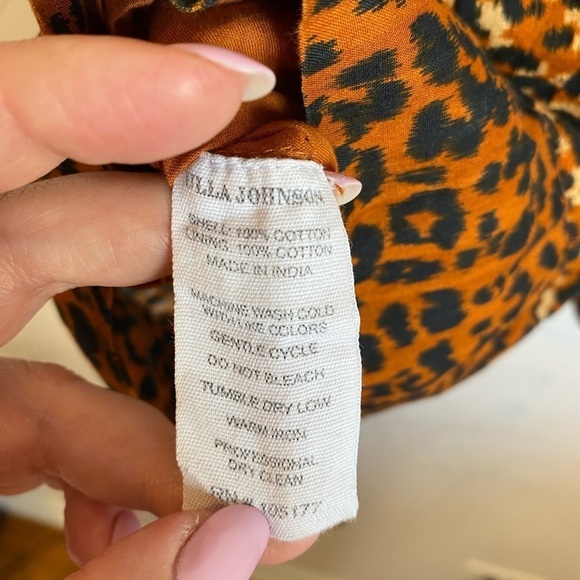 ULLA JOHNSON
SHELL: 100% COTTON
LINING: 100% COTTON
MADE IN INDIA
MACHINE WASH COLD
WITH LIKE COLORS
GENTLE CYCLE
DO NOT BLEACH
TUMBLE DRY LOW
WARM IRON
PROFESSIONAL
DRY CLEAN
RN#